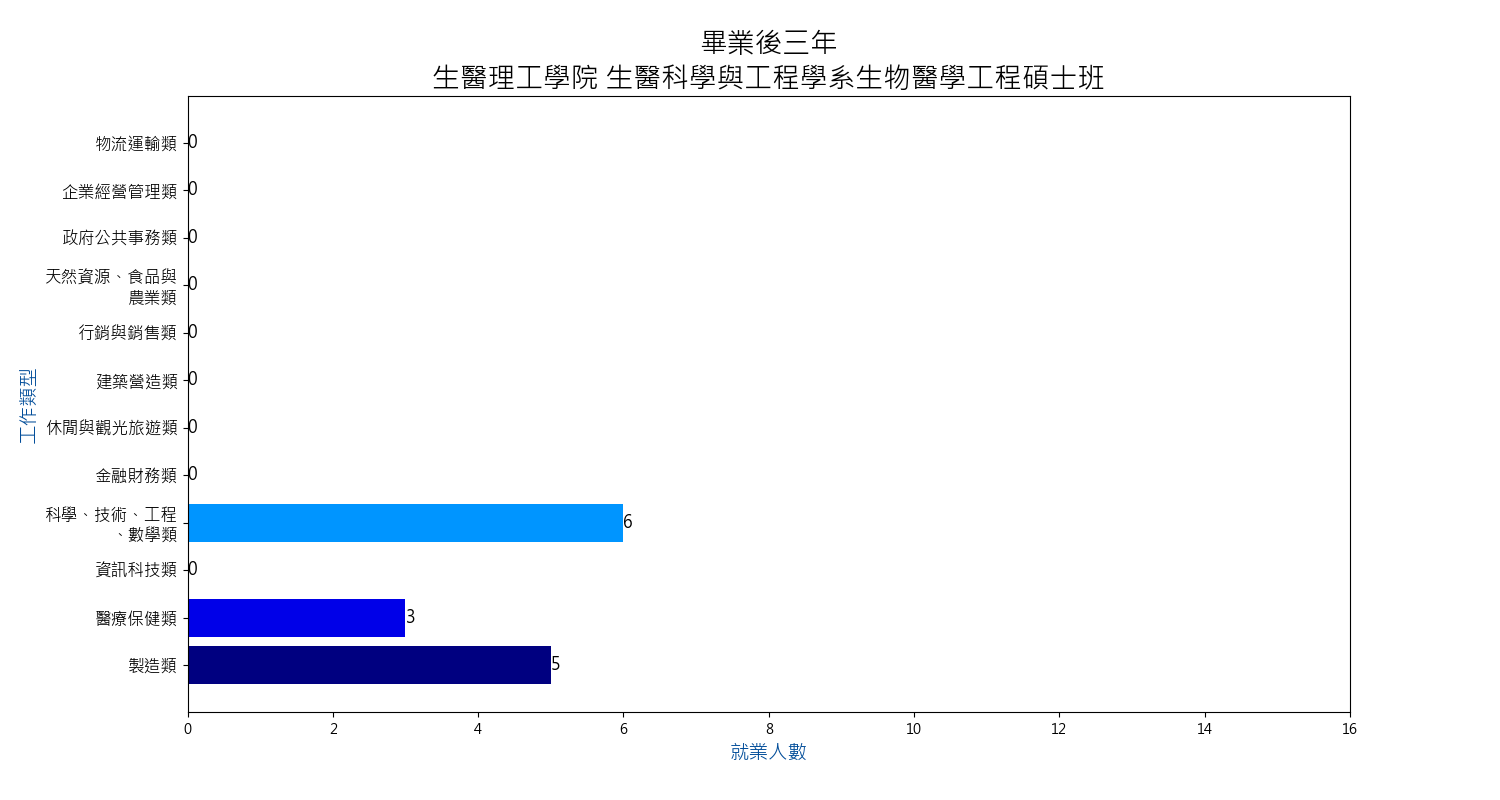 畢業後三年
生醫理工學院 生醫科學與工程學系生物醫學工程碩士班
物流運輸類 0
企業經營管理類 0
政府公共事務類 0
天然資源、食品與
農業類 0
行銷與銷售類 0
建築營造類 0
休閒與觀光旅遊類 0
金融財務類 0
科學、技術、工程
、數學類 6
資訊科技類 0
醫療保健類 3
製造類 5
工作類型
0 2 4 6 8 10 12 14 16
就業人數